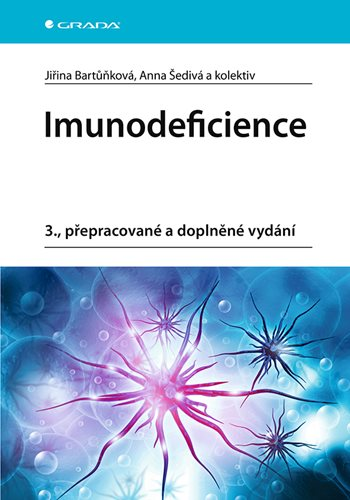 GRADA
Jiřina Bartůňková, Anna Šedivá a kolektiv
Imunodeficience
3., přepracované a doplněné vydání